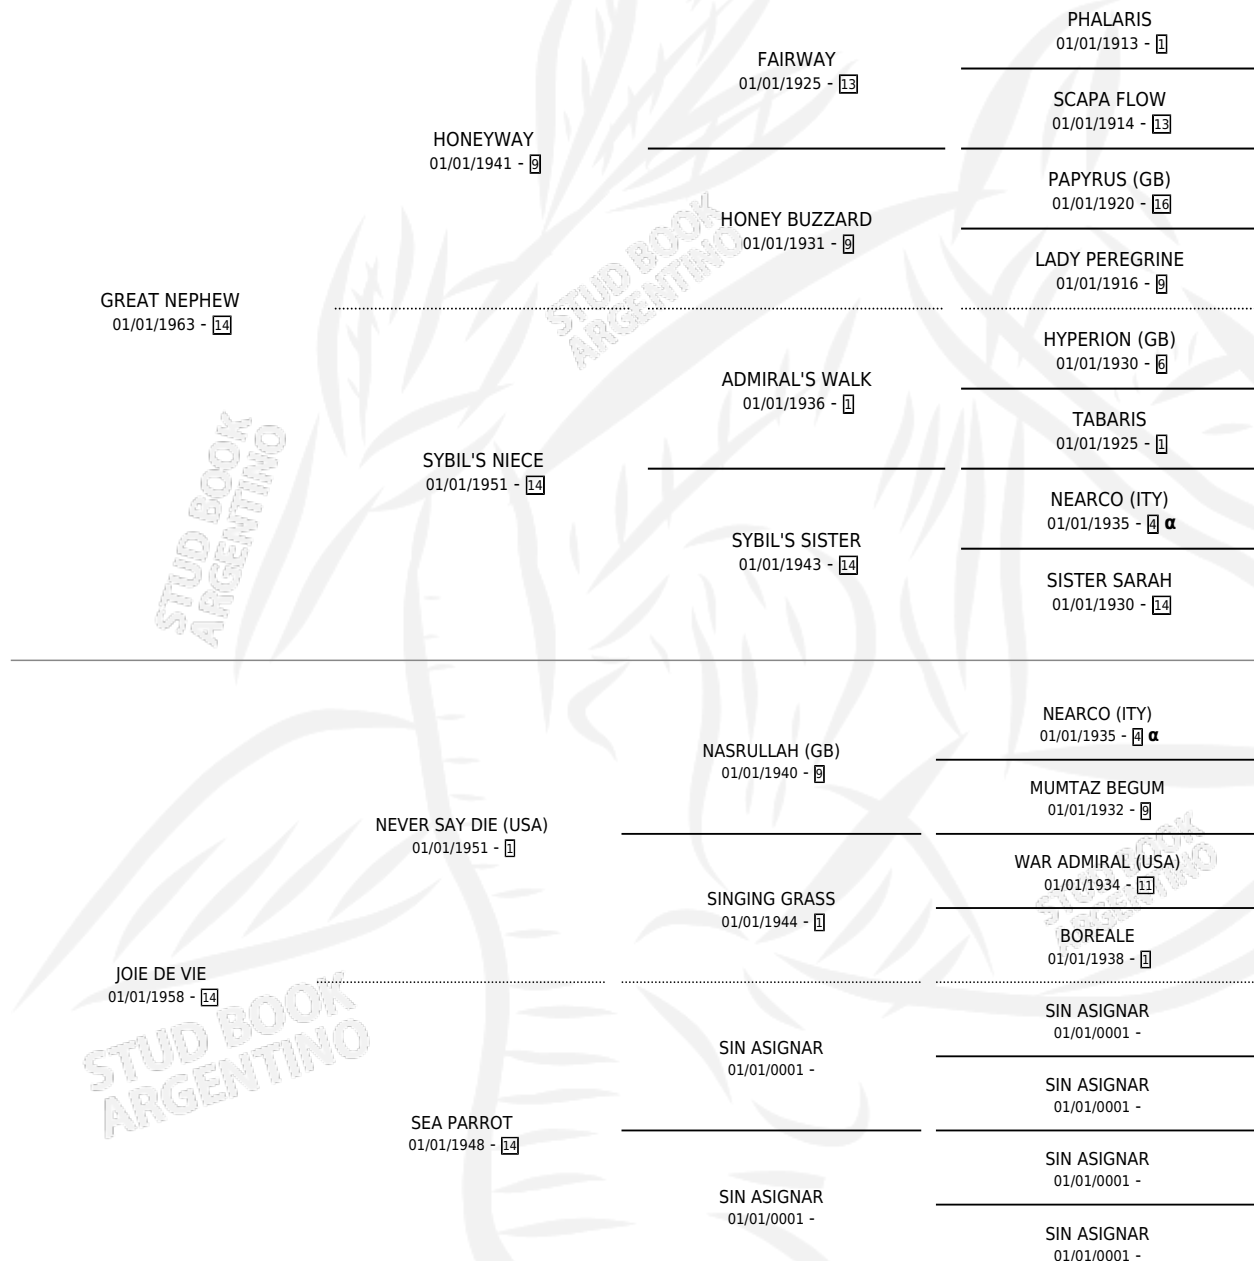 PHALARIS
01/01/1913 - 1
FAIRWAY
01/01/1925 - 13
SCAPA FLOW
01/01/1914 - 13
HONEYWAY
01/01/1941 - 9
PAPYRUS (GB)
01/01/1920 - 16
HONEY BUZZARD
01/01/1931 - 9
LADY PEREGRINE
01/01/1916 - 9
GREAT NEPHEW
01/01/1963 - 14
HYPERION (GB)
01/01/1930 - 6
ADMIRAL'S WALK
01/01/1936 - 1
TABARIS
01/01/1925 - 1
SYBIL'S NIECE
01/01/1951 - 14
NEARCO (ITY)
01/01/1935 - 4 α
SYBIL'S SISTER
01/01/1943 - 14
SISTER SARAH
01/01/1930 - 14
NEARCO (ITY)
01/01/1935 - 4 α
NASRULLAH (GB)
01/01/1940 - 9
MUMTAZ BEGUM
01/01/1932 - 9
NEVER SAY DIE (USA)
01/01/1951 - 1
WAR ADMIRAL (USA)
01/01/1934 - 11
SINGING GRASS
01/01/1944 - 1
BOREALE
01/01/1938 - 1
JOIE DE VIE
01/01/1958 - 14
SIN ASIGNAR
01/01/0001 -
SIN ASIGNAR
01/01/0001 -
SIN ASIGNAR
01/01/0001 -
SEA PARROT
01/01/1948 - 14
SIN ASIGNAR
01/01/0001 -
SIN ASIGNAR
01/01/0001 -
SIN ASIGNAR
01/01/0001 -
STUD BOOK
ARGENTINO
STUD BOOK
ARGENTINO
STUD BOOK
ARGENTINO
STUD BOOK
ARGENTINO